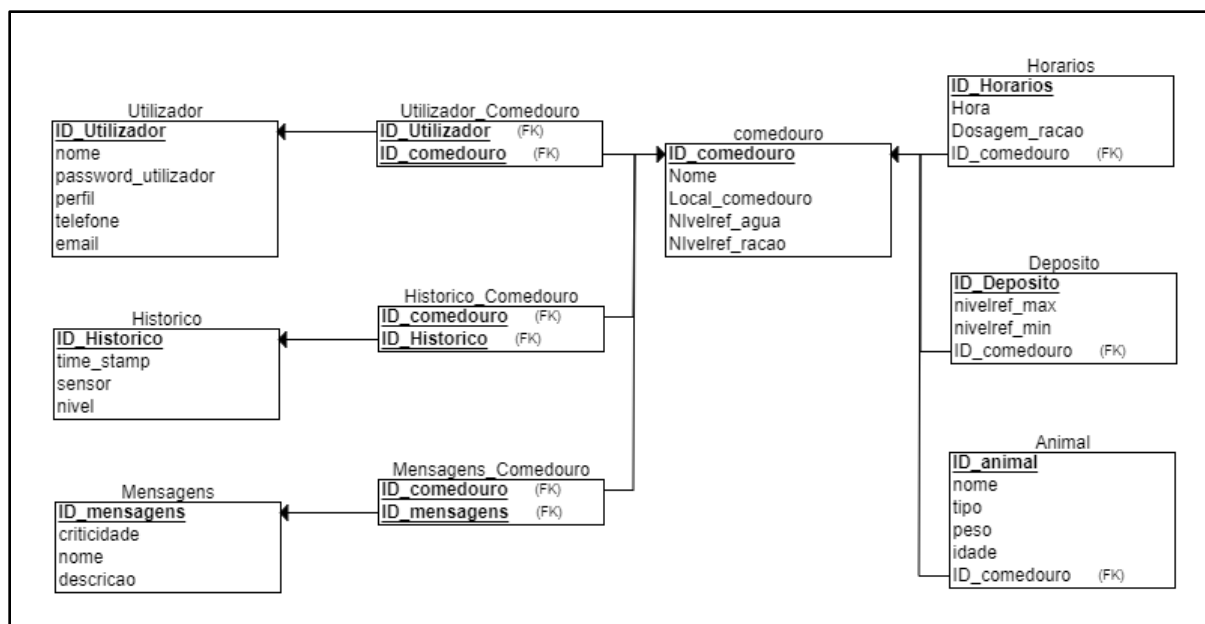 Utilizador
ID_Utilizador
nome
password_utilizador
perfil
telefone
email
Historico
ID_Historico
time_stamp
sensor
nivel
Mensagens
ID_mensagens
criticidade
nome
descricao
Utilizador_Comedouro
ID_Utilizador (FK)
ID_comedouro (FK)
Historico_Comedouro
ID_comedouro (FK)
ID_Historico (FK)
Mensagens_Comedouro
ID_comedouro (FK)
ID_mensagens (FK)
comedouro
ID_comedouro
Nome
Local_comedouro
NIvelref_agua
NIvelref_racao
Horarios
ID_Horarios
Hora
Dosagem_racao
ID_comedouro (FK)
Deposito
ID_Deposito
nivelref_max
nivelref_min
ID_comedouro (FK)
Animal
ID_animal
nome
tipo
peso
idade
ID_comedouro (FK)